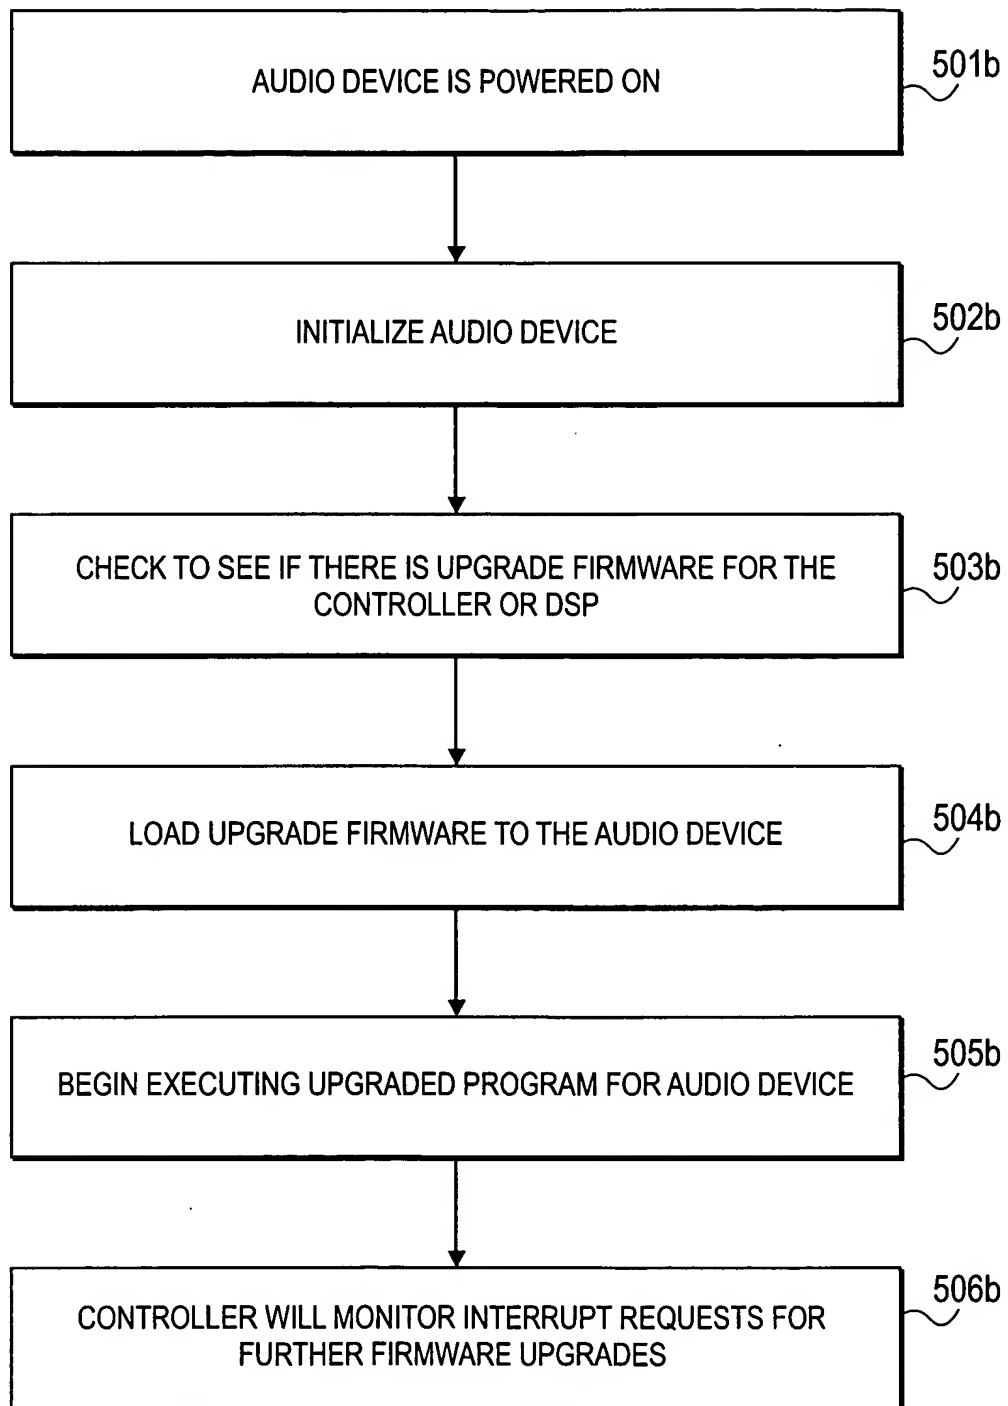 AUDIO DEVICE IS POWERED ON
501b
INITIALIZE AUDIO DEVICE
502b
CHECK TO SEE IF THERE IS UPGRADE FIRMWARE FOR THE
CONTROLLER OR DSP
503b
LOAD UPGRADE FIRMWARE TO THE AUDIO DEVICE
504b
BEGIN EXECUTING UPGRADED PROGRAM FOR AUDIO DEVICE
505b
CONTROLLER WILL MONITOR INTERRUPT REQUESTS FOR
FURTHER FIRMWARE UPGRADES
506b